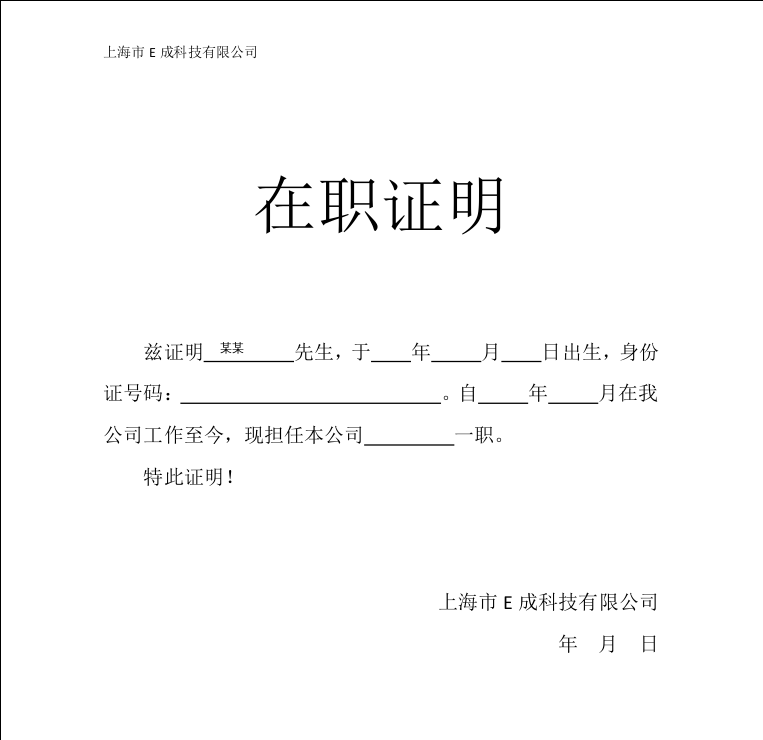 上海市 E 成科技有限公司
在职证明
兹证明 某某 先生，于____年_____月____日出生，身份
证号码：__________________________。自_____年_____月在我
公司工作至今，现担任本公司_________一职。
特此证明！
上海市 E 成科技有限公司
年 月 日